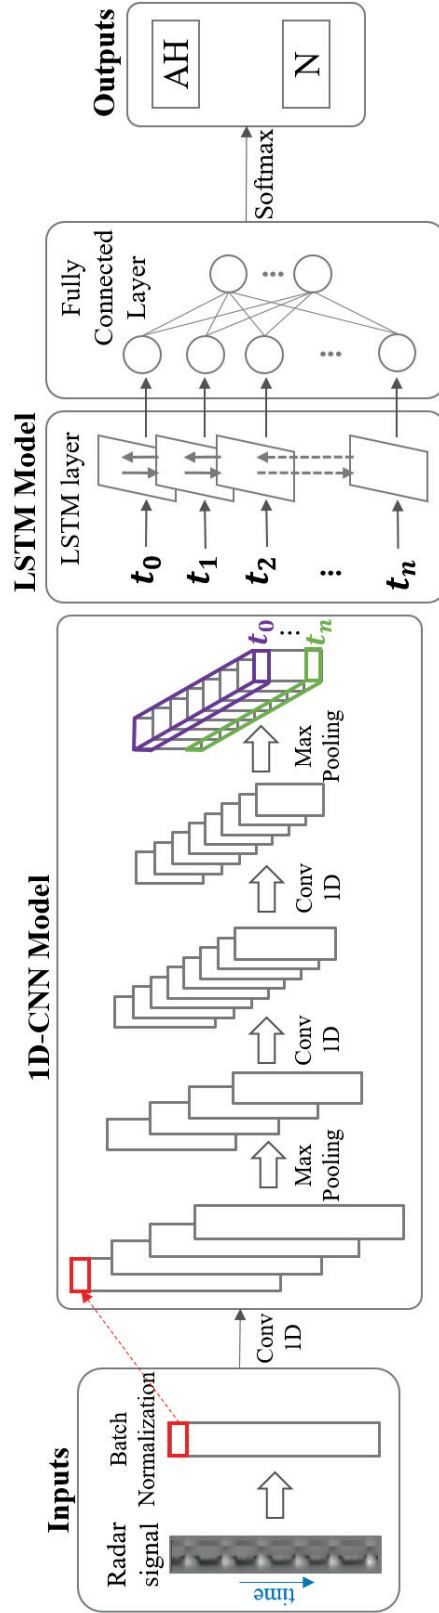 Inputs
Radar
signal
time
Batch
Normalization
Conv
1D
1D-CNN Model
Max
Pooling
Conv
1D
Conv
1D
Max
Pooling
t0
...
tn
LSTM Model
LSTM layer
t0
t1
t2
...
tn
Fully
Connected
Layer
...
...
Softmax
Outputs
AH
N